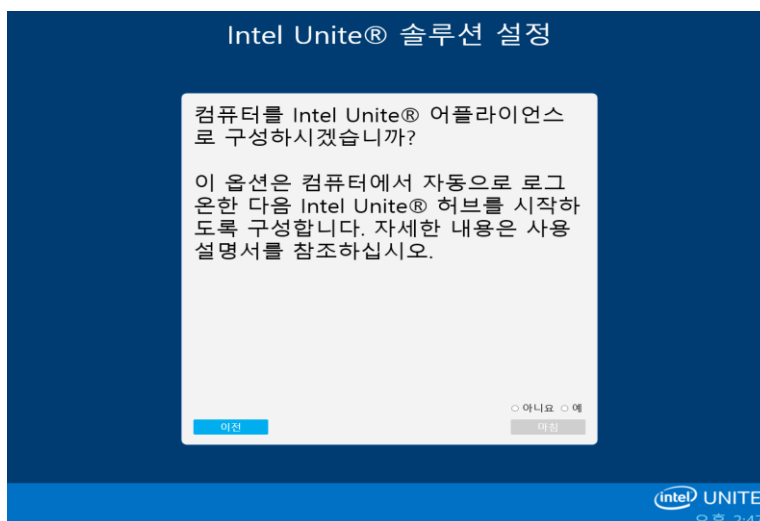 Intel Unite® 솔루션 설정
컴퓨터를 Intel Unite® 어플라이언스
로 구성하시겠습니까?
이 옵션은 컴퓨터에서 자동으로 로그
온한 다음 Intel Unite® 허브를 시작하
도록 구성합니다. 자세한 내용은 사용
설명서를 참조하십시오.
아니요 예
이전 마침
intel UNITE
오후 2:47